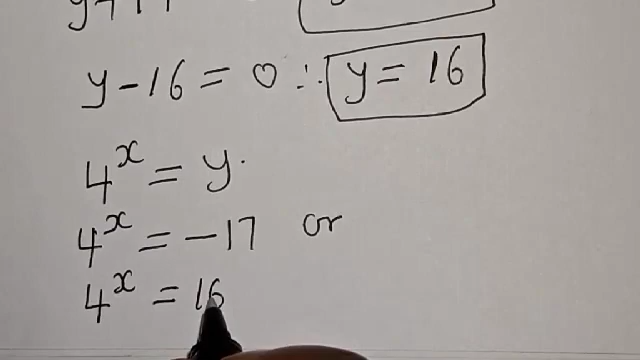 y - 16 = 0 ∴ y = 16
4^x = y.
4^x = -17 or
4^x = 16